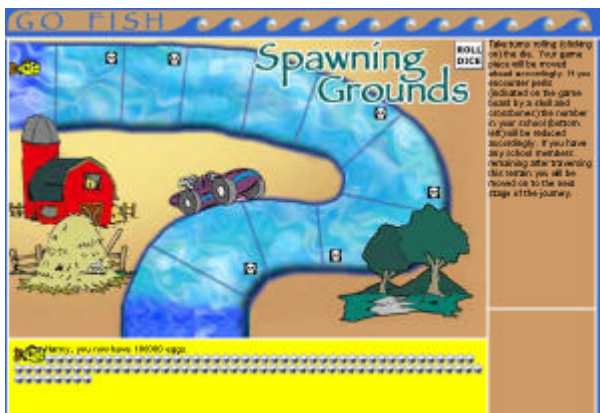 GO FISH
Spawning
Grounds
ROLL
DICE
Take turns rolling (clicking
on) the die. Your game
piece will be moved
ahead accordingly. If you
encounter perils
(indicated on the game
board by a skull and
crossbones) the number
in your school (bottom
left) will be reduced
accordingly. If you have
any school members
remaining after traversing
this terrain you will be
moved on to the next
stage of the journey.
you now have 100000 eggs